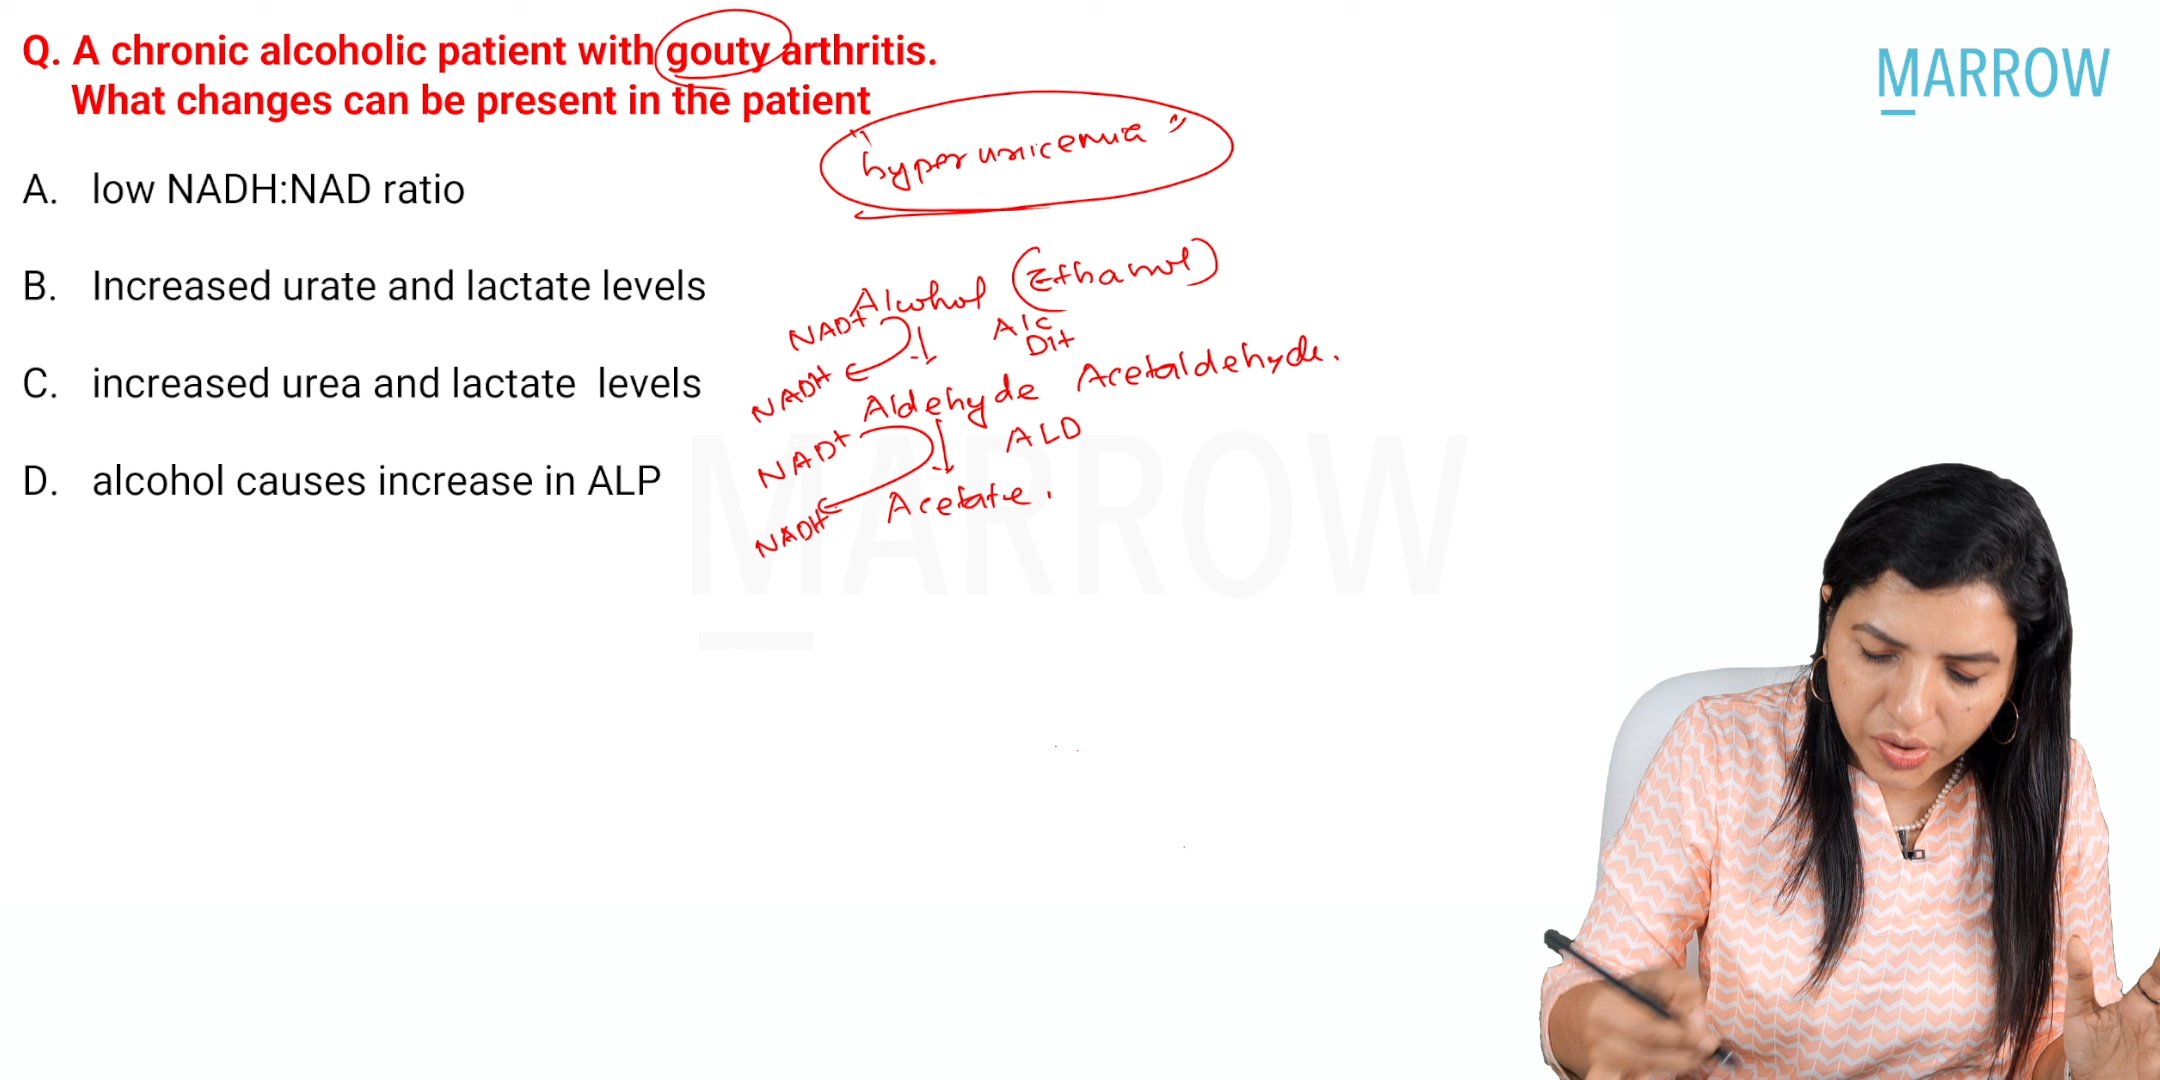 Q. A chronic alcoholic patient with gouty arthritis.
What changes can be present in the patient
MARROW
"hyperuricemia"
A. low NADH:NAD ratio
B. Increased urate and lactate levels
C. increased urea and lactate levels
D. alcohol causes increase in ALP
Alcohol (Ethanol)
NAD+
Alc
DH
NADH
Aldehyde Acetaldehyde.
NAD+
ALD
NADH
Acetate.
MARROW